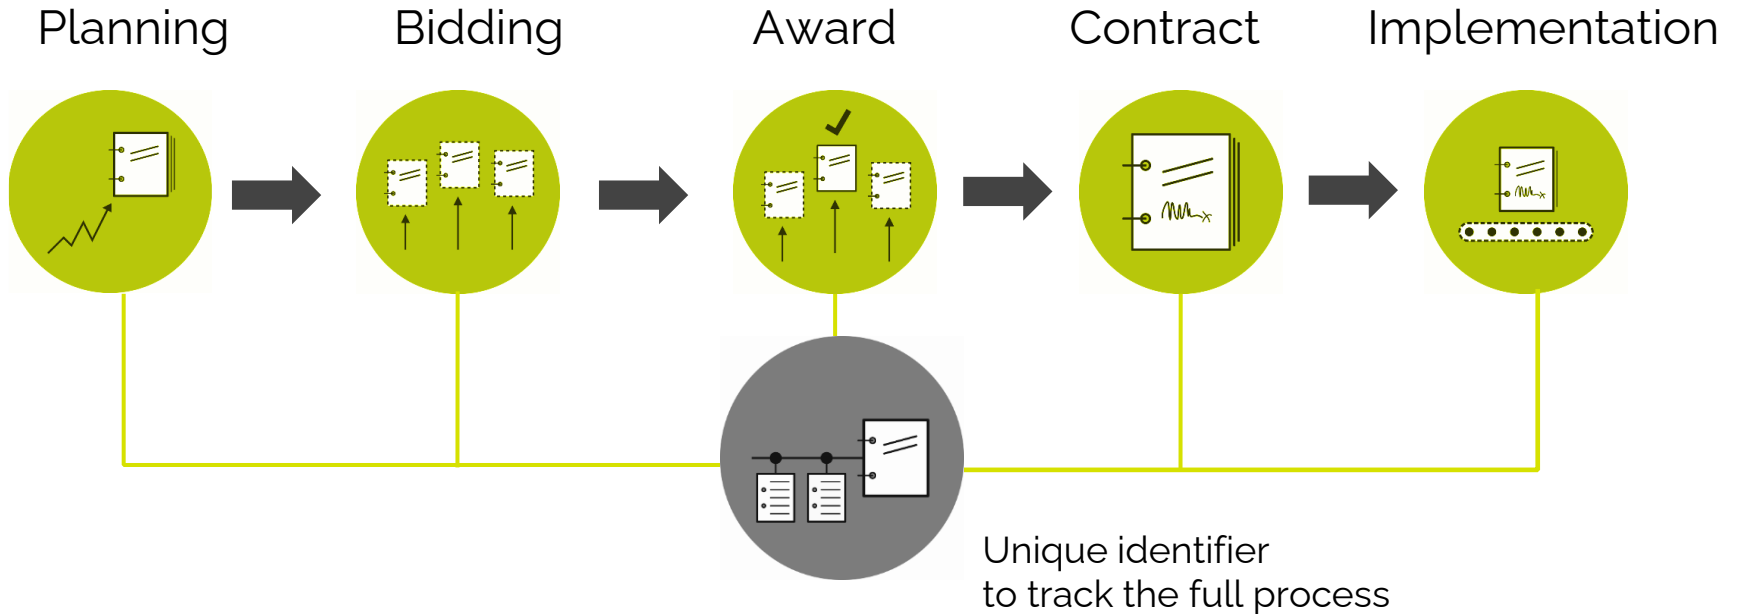 Planning
Bidding
Award
Contract
Implementation
Unique identifier
to track the full process